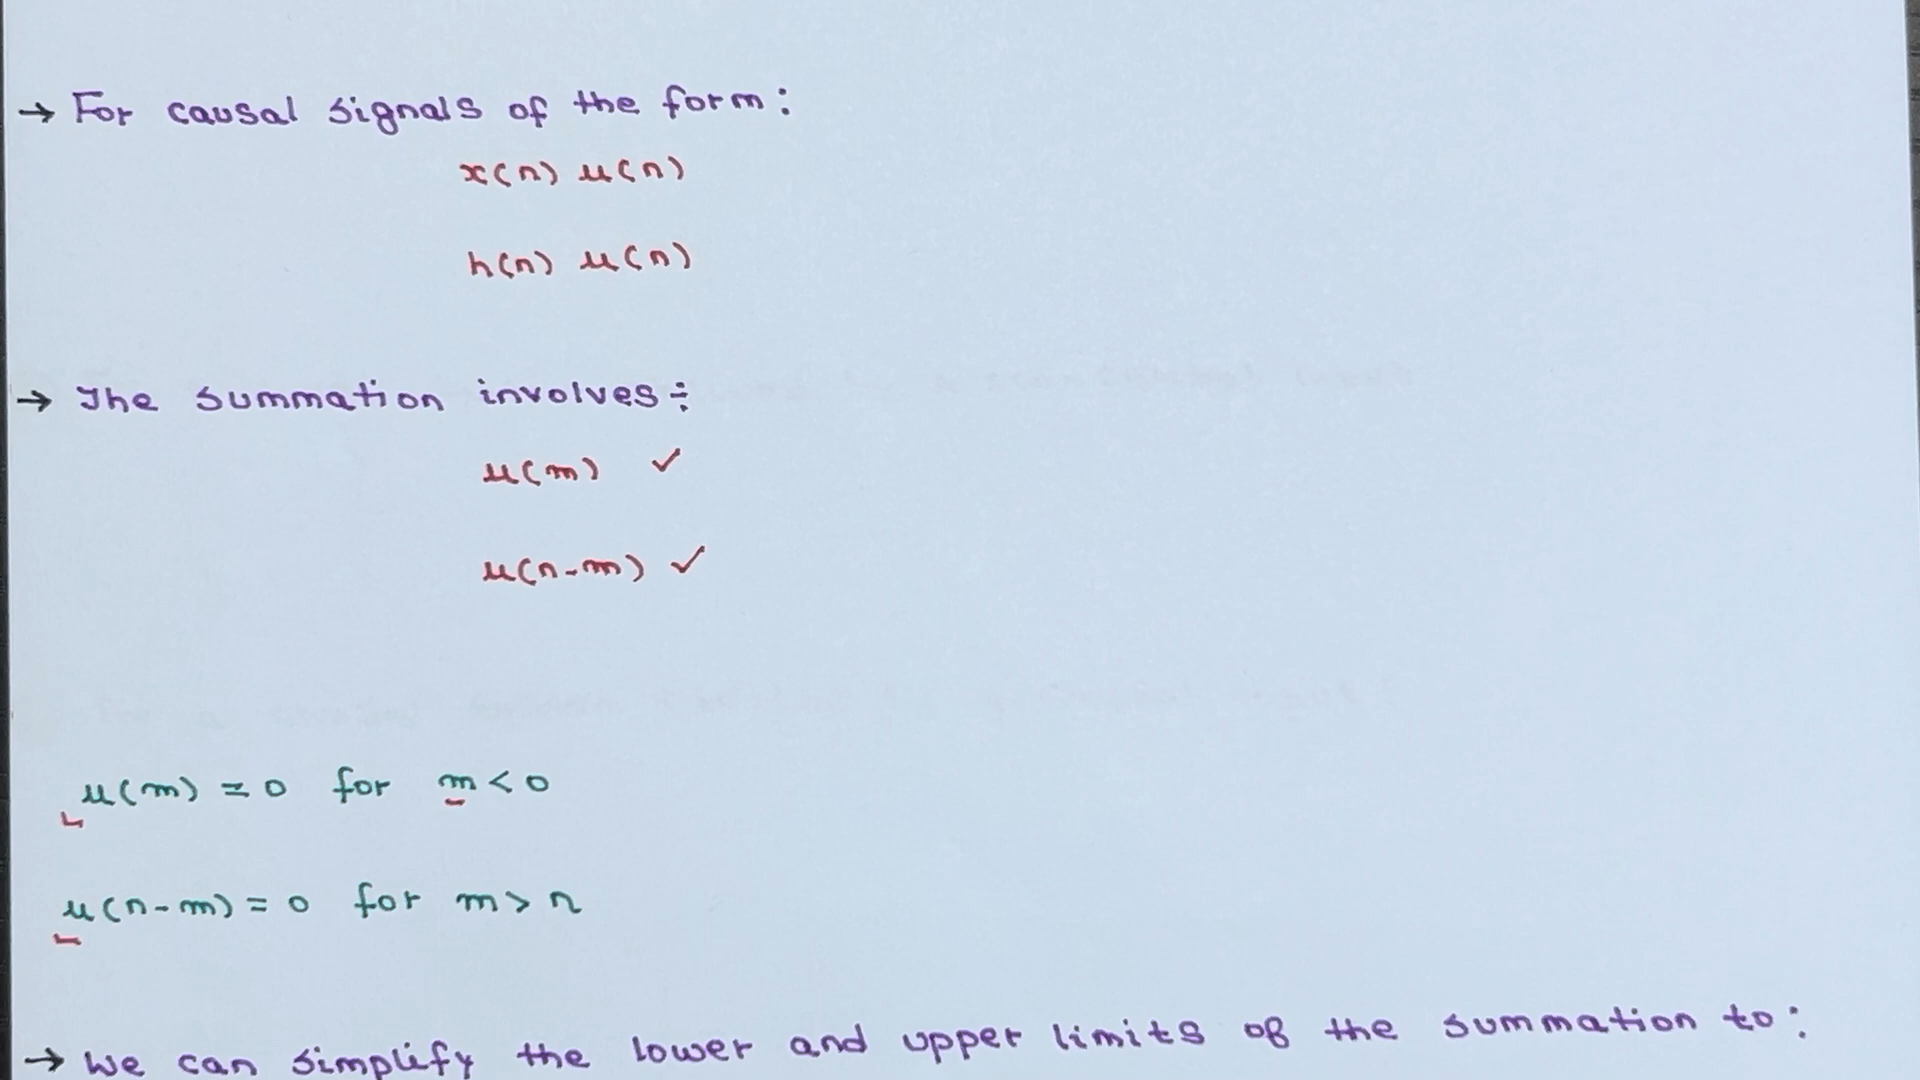 → For causal signals of the form:
x(n) u(n)
h(n) u(n)
→ The summation involves:
u(m) ✓
u(n-m) ✓
u(m) = 0 for m < 0
u(n-m) = 0 for m > n
→ We can simplify the lower and upper limits of the summation to: